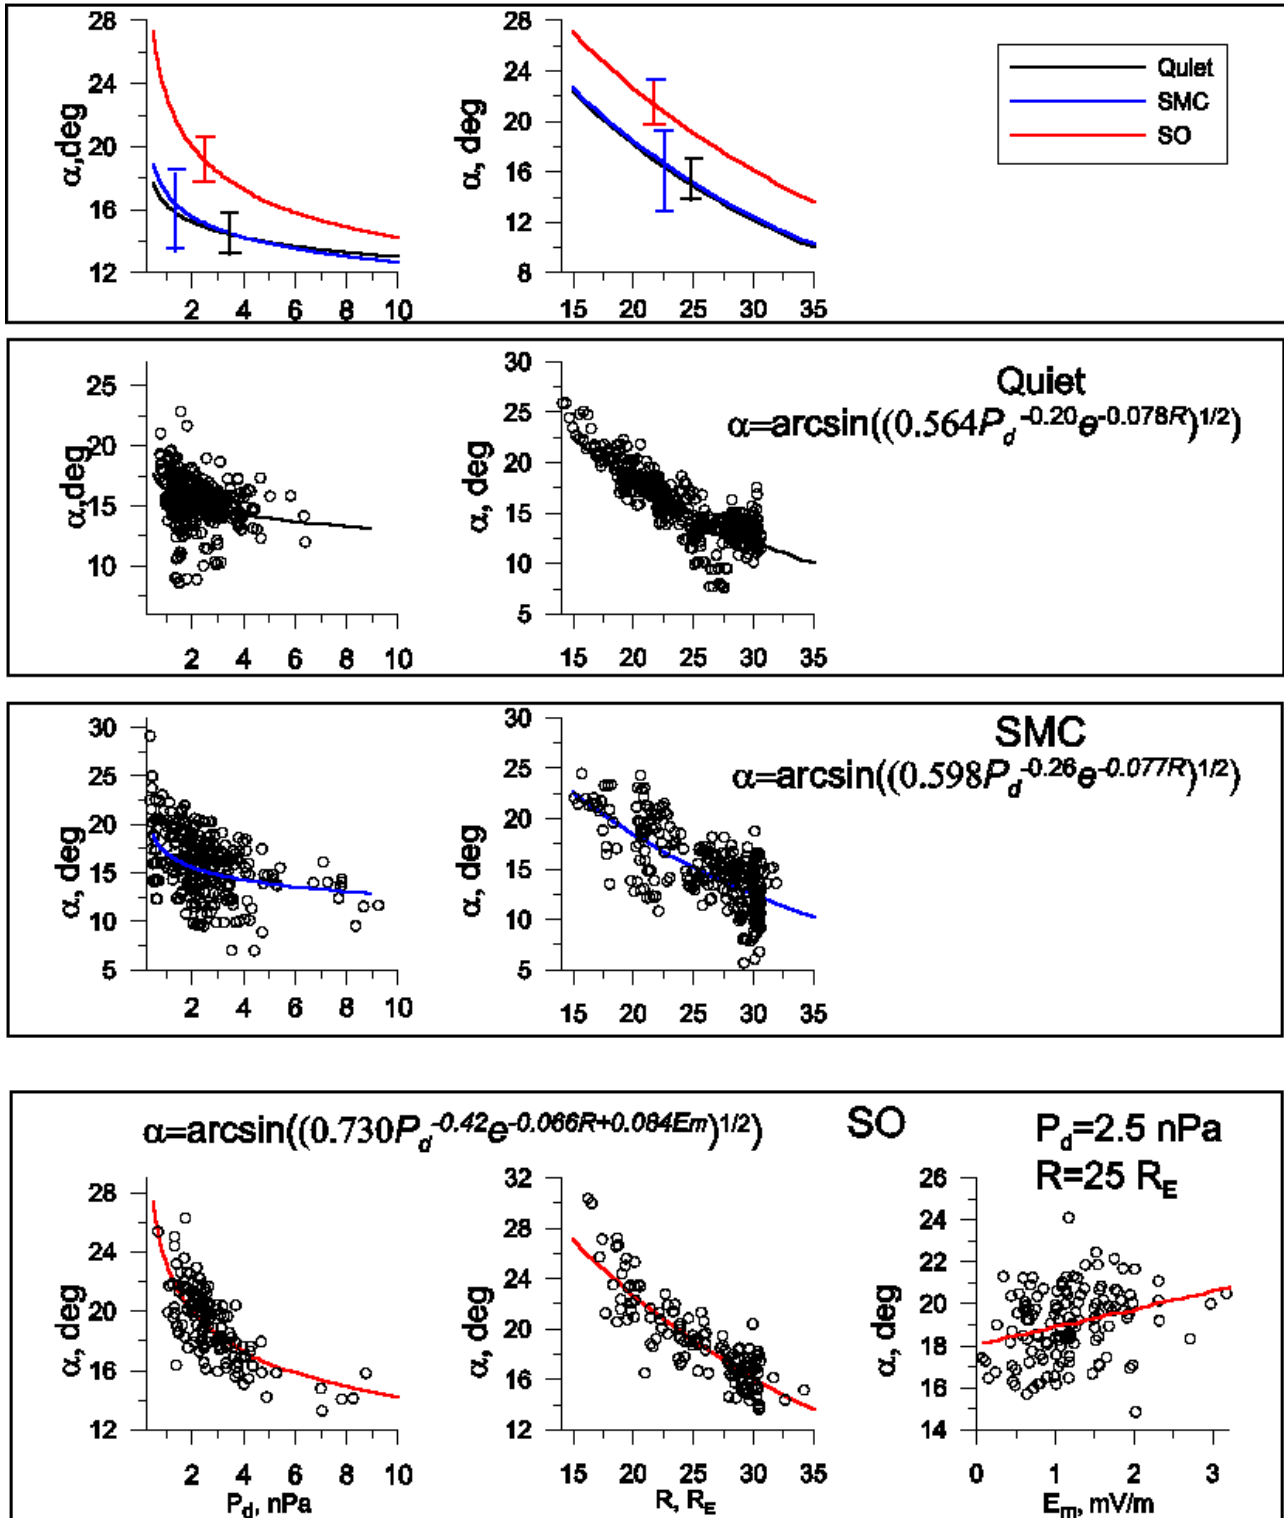 28
24
20
16
12
α,deg
2 4 6 8 10
28
24
20
16
12
8
α, deg
15 20 25 30 35
Quiet
SMC
SO
25
20
15
10
α,deg
2 4 6 8 10
30
25
20
15
10
5
α, deg
15 20 25 30 35
Quiet
α=arcsin((0.564P_d^-0.20 e^-0.078R)^1/2)
30
25
20
15
10
5
α, deg
2 4 6 8 10
30
25
20
15
10
5
α, deg
15 20 25 30 35
SMC
α=arcsin((0.598P_d^-0.26 e^-0.077R)^1/2)
α=arcsin((0.730P_d^-0.42 e^-0.066R+0.084Em)^1/2)
SO
P_d=2.5 nPa
R=25 R_E
28
24
20
16
12
α, deg
2 4 6 8 10
P_d, nPa
32
28
24
20
16
12
α, deg
15 20 25 30 35
R, R_E
26
24
22
20
18
16
14
α, deg
0 1 2 3
E_m, mV/m